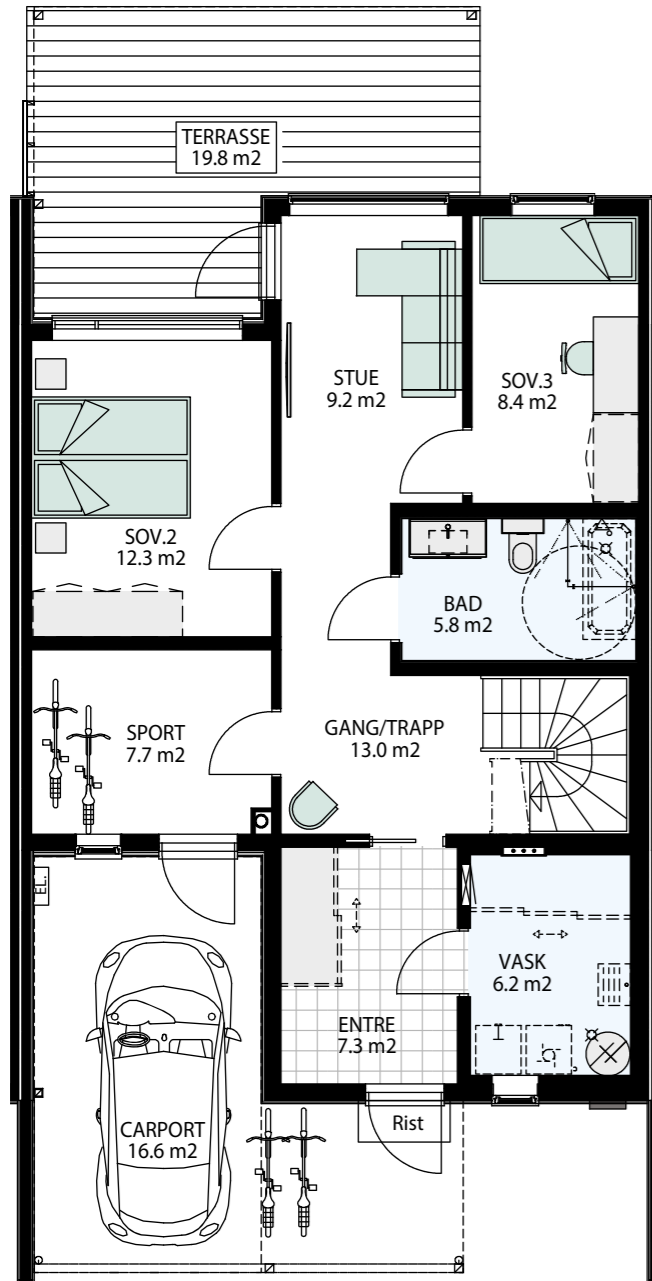 TERRASSE
19.8 m2
STUE
9.2 m2
SOV.3
8.4 m2
SOV.2
12.3 m2
BAD
5.8 m2
SPORT
7.7 m2
GANG/TRAPP
13.0 m2
EL.
VASK
6.2 m2
ENTRE
7.3 m2
CARPORT
16.6 m2
Rist